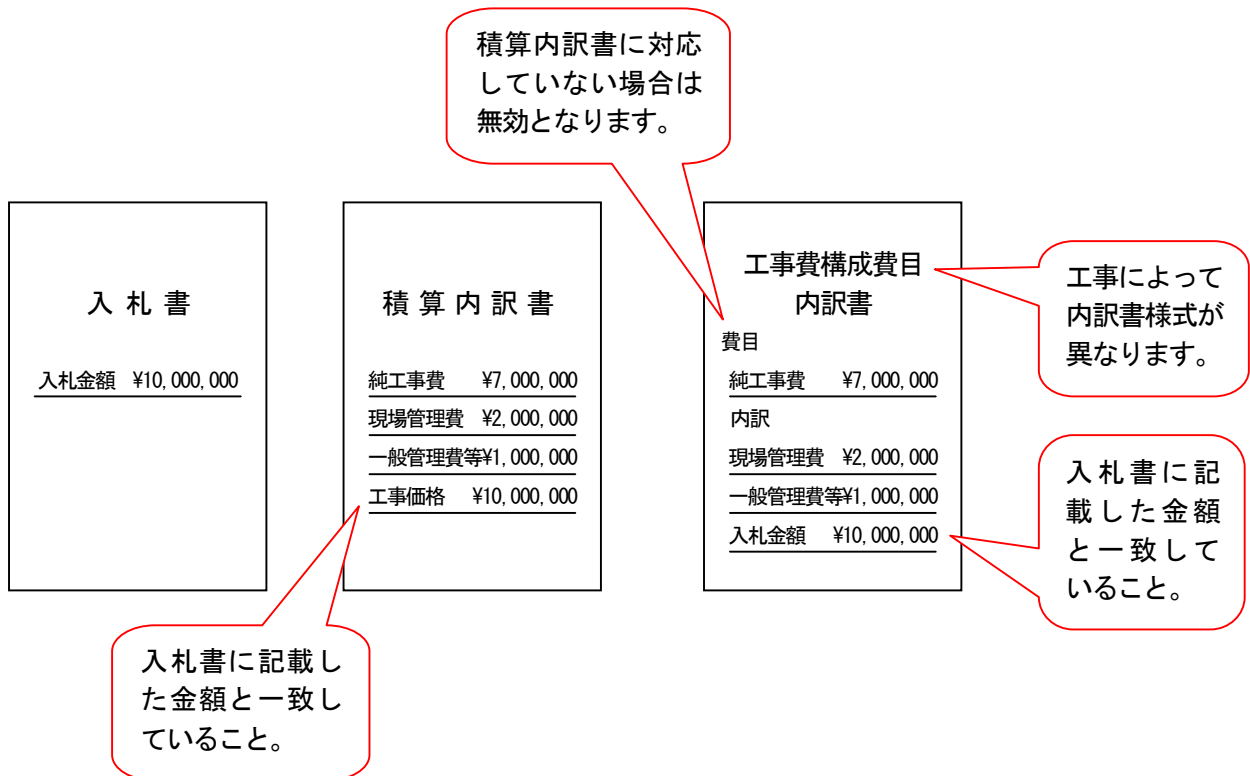 積算内訳書に対応
していない場合は
無効となります。
入札書
入札金額 ¥10,000,000
積算内訳書
純工事費 ¥7,000,000
現場管理費 ¥2,000,000
一般管理費等¥1,000,000
工事価格 ¥10,000,000
工事費構成費目
内訳書
費目
純工事費 ¥7,000,000
内訳
現場管理費 ¥2,000,000
一般管理費等¥1,000,000
入札金額 ¥10,000,000
工事によって
内訳書様式が
異なります。
入札書に記
載した金額
と一致して
いること。
入札書に記載し
た金額と一致し
ていること。